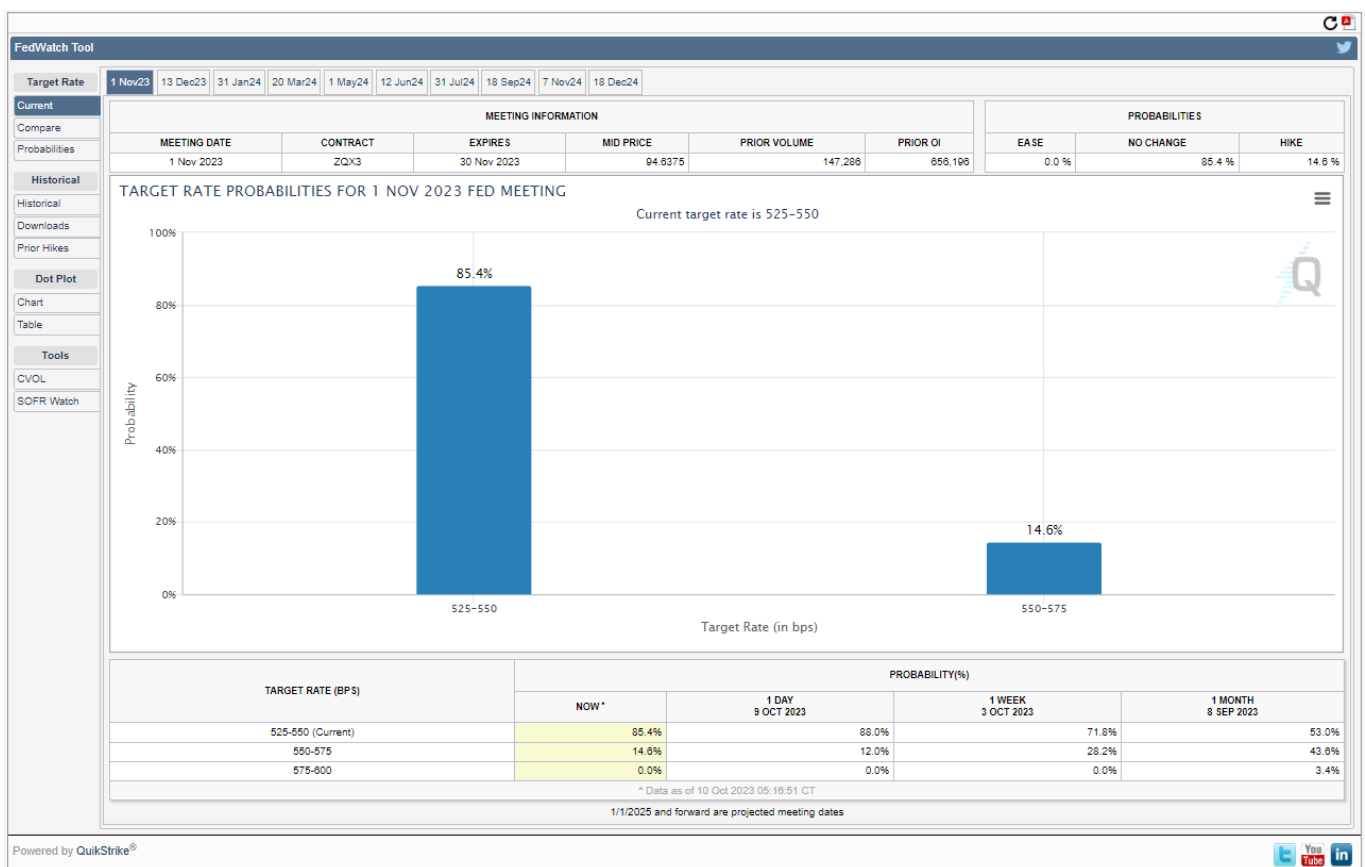 FedWatch Tool
Target Rate
Current
Compare
Probabilities
Historical
Historical
Downloads
Prior Hikes
Dot Plot
Chart
Table
Tools
CVOL
SOFR Watch
1 Nov23 13 Dec23 31 Jan24 20 Mar24 1 May24 12 Jun24 31 Jul24 18 Sep24 7 Nov24 18 Dec24
MEETING INFORMATION
MEETING DATE CONTRACT EXPIRES MID PRICE PRIOR VOLUME PRIOR OI
1 Nov 2023 ZQX3 30 Nov 2023 94.6375 147,286 656,196
PROBABILITIES
EASE NO CHANGE HIKE
0.0 % 85.4 % 14.6 %
TARGET RATE PROBABILITIES FOR 1 NOV 2023 FED MEETING
Current target rate is 525-550
Probability
100%
80%
60%
40%
20%
0%
85.4%
14.6%
Q
525-550 550-575
Target Rate (in bps)
TARGET RATE (BPS) PROBABILITY(%)
NOW * 1 DAY 1 WEEK 1 MONTH
9 OCT 2023 3 OCT 2023 8 SEP 2023
525-550 (Current) 85.4% 88.0% 71.8% 53.0%
550-575 14.6% 12.0% 28.2% 43.6%
575-600 0.0% 0.0% 0.0% 3.4%
* Data as of 10 Oct 2023 05:16:51 CT
1/1/2025 and forward are projected meeting dates
Powered by QuikStrike®
You
Tube
in